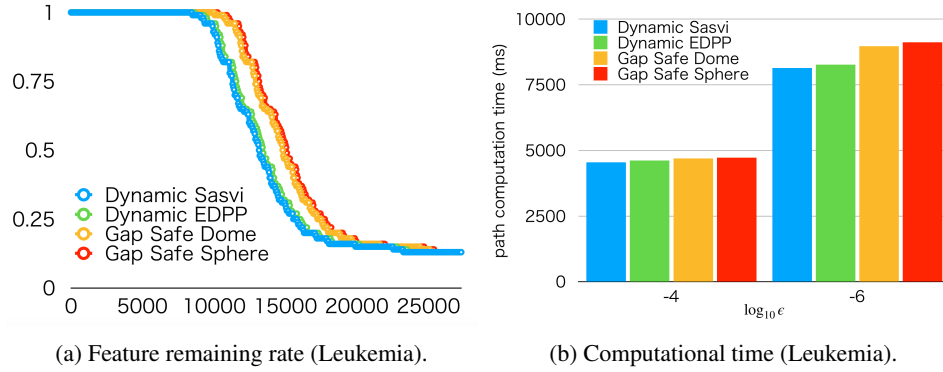 1
0.75
0.5
0.25
0
Dynamic Sasvi
Dynamic EDPP
Gap Safe Dome
Gap Safe Sphere
0 5000 10000 15000 20000 25000
(a) Feature remaining rate (Leukemia).
path computation time (ms)
10000
7500
5000
2500
0
Dynamic Sasvi
Dynamic EDPP
Gap Safe Dome
Gap Safe Sphere
-4 -6
log₁₀ ϵ
(b) Computational time (Leukemia).